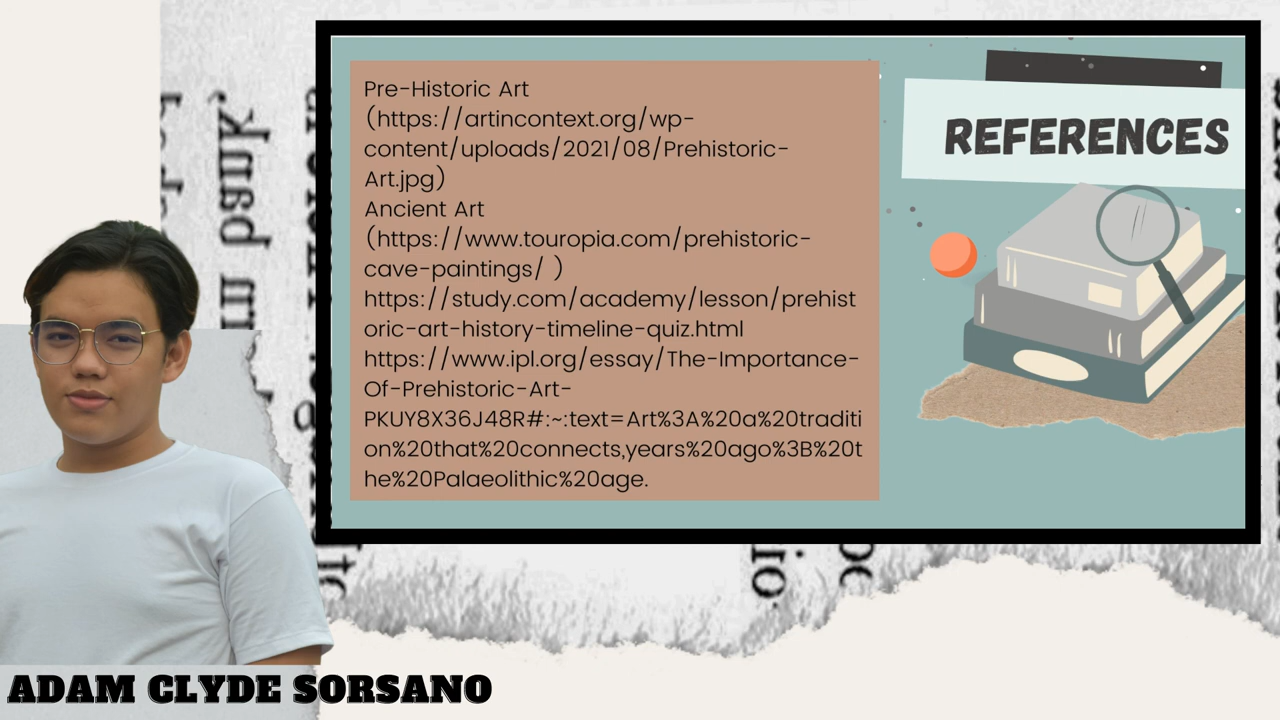 Pre-Historic Art
(https://artincontext.org/wp-
content/uploads/2021/08/Prehistoric-
Art.jpg)
Ancient Art
(https://www.touropia.com/prehistoric-
cave-paintings/ )
https://study.com/academy/lesson/prehist
oric-art-history-timeline-quiz.html
https://www.ipl.org/essay/The-Importance-
Of-Prehistoric-Art-
PKUY8X36J48R#:~:text=Art%3A%20a%20traditi
on%20that%20connects,years%20ago%3B%20t
he%20Palaeolithic%20age.
REFERENCES
ADAM CLYDE SORSANO